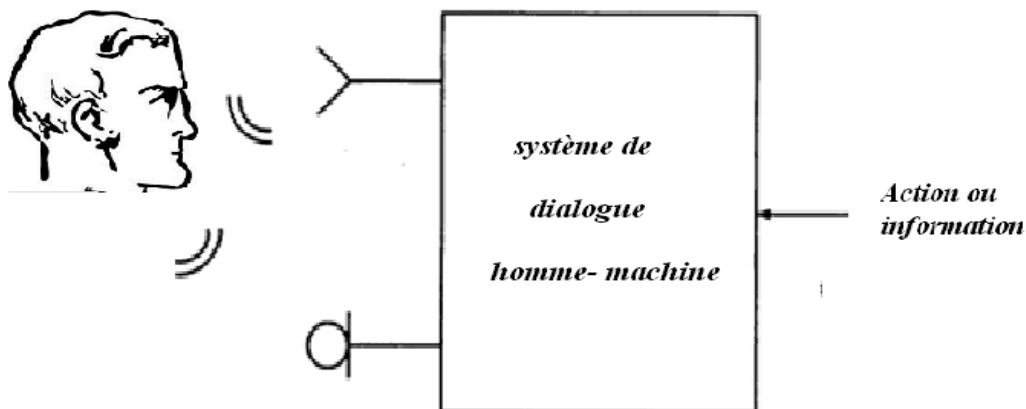 système de
dialogue
homme- machine
Action ou
information